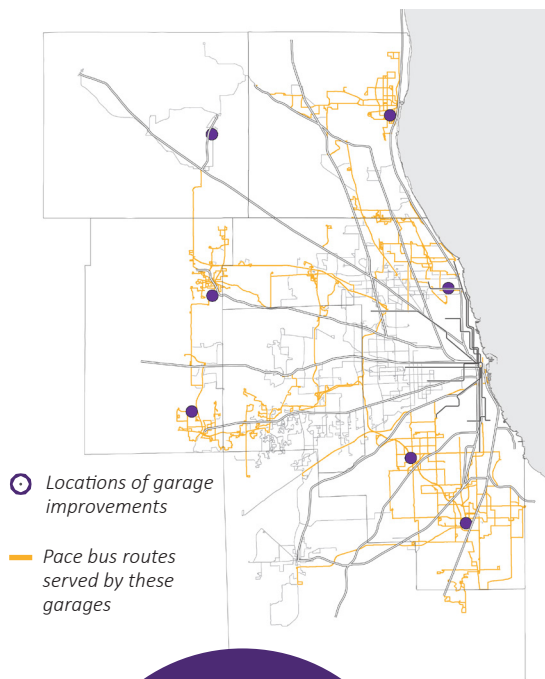 Locations of garage
improvements
Pace bus routes
served by these
garages